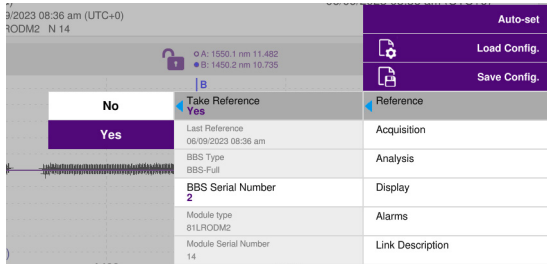 9/2023 08:36 am (UTC+0)
RODM2 N 14
Auto-set
Load Config.
Save Config.
A: 1550.1 nm 11.482
B: 1450.2 nm 10.735
B
No
Yes
Take Reference
Yes
Last Reference
06/09/2023 08:36 am
BBS Type
BBS-Full
BBS Serial Number
2
Module type
81LRODM2
Module Serial Number
14
Reference
Acquisition
Analysis
Display
Alarms
Link Description